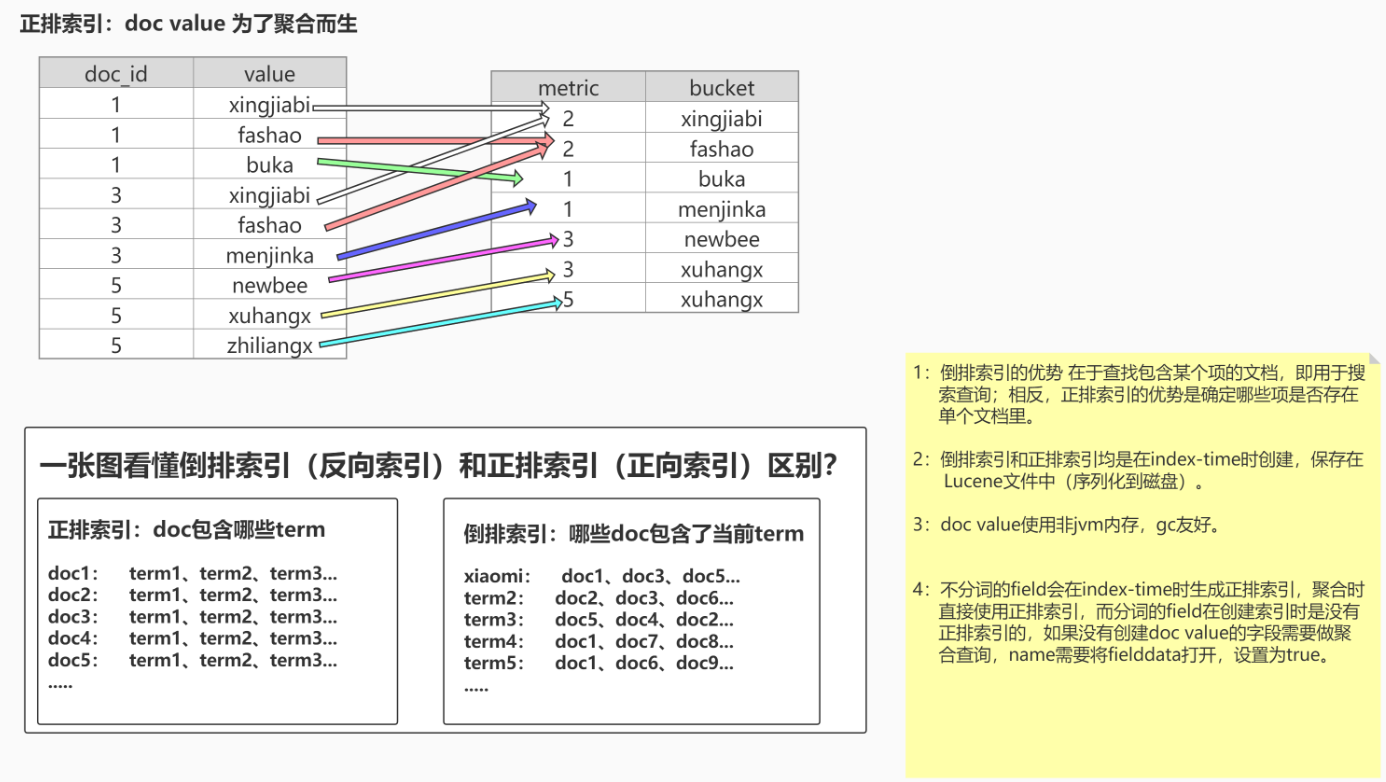 正排索引：doc value 为了聚合而生
doc_id value
1 xingjiabi
1 fashao
1 buka
3 xingjiabi
3 fashao
3 menjinka
5 newbee
5 xuhangx
5 zhiliangx
metric bucket
2 xingjiabi
2 fashao
1 buka
1 menjinka
3 newbee
3 xuhangx
5 xuhangx
一张图看懂倒排索引（反向索引）和正排索引（正向索引）区别？
正排索引：doc包含哪些term
doc1： term1、term2、term3...
doc2： term1、term2、term3...
doc3： term1、term2、term3...
doc4： term1、term2、term3...
doc5： term1、term2、term3...
.....
倒排索引：哪些doc包含了当前term
xiaomi： doc1、doc3、doc5...
term2： doc2、doc3、doc6...
term3： doc5、doc4、doc2...
term4： doc1、doc7、doc8...
term5： doc1、doc6、doc9...
.....
1：倒排索引的优势 在于查找包含某个项的文档，即用于搜
索查询；相反，正排索引的优势是确定哪些项是否存在
单个文档里。
2：倒排索引和正排索引均是在index-time时创建，保存在
Lucene文件中（序列化到磁盘）。
3：doc value使用非jvm内存，gc友好。
4：不分词的field会在index-time时生成正排索引，聚合时
直接使用正排索引，而分词的field在创建索引时是没有
正排索引的，如果没有创建doc value的字段需要做聚
合查询，name需要将fielddata打开，设置为true。